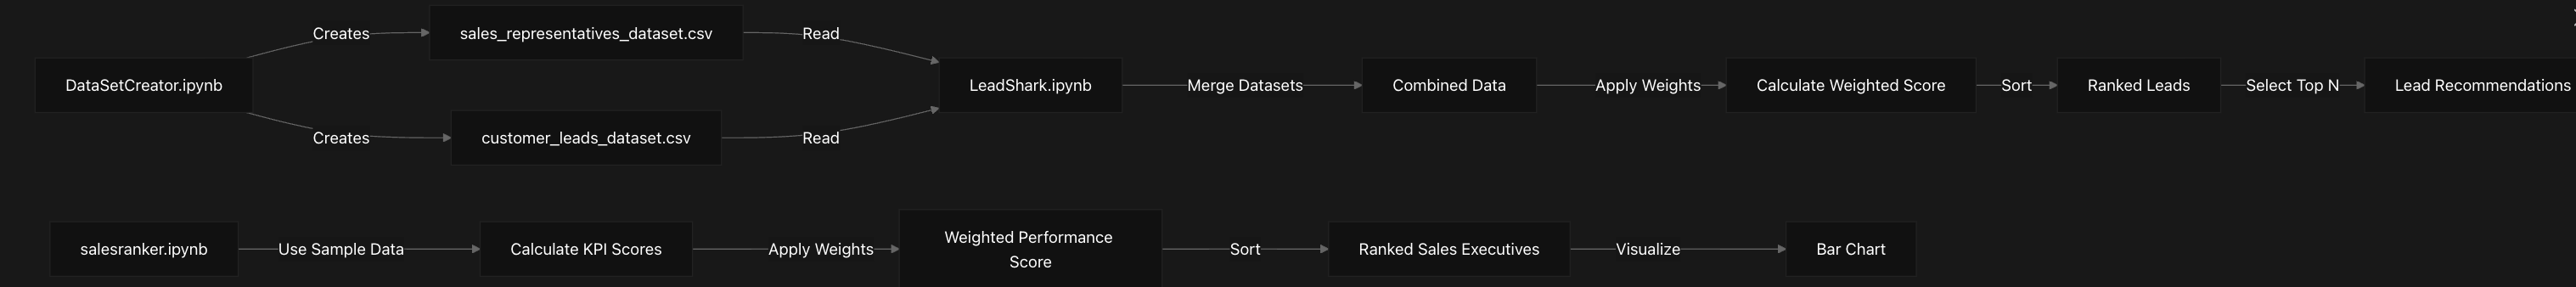 Creates
sales_representatives_dataset.csv
Read
DataSetCreator.ipynb
LeadShark.ipynb
Merge Datasets
Combined Data
Apply Weights
Calculate Weighted Score
Sort
Ranked Leads
Select Top N
Lead Recommendations
Creates
customer_leads_dataset.csv
Read
salesranker.ipynb
Use Sample Data
Calculate KPI Scores
Apply Weights
Weighted Performance
Score
Sort
Ranked Sales Executives
Visualize
Bar Chart